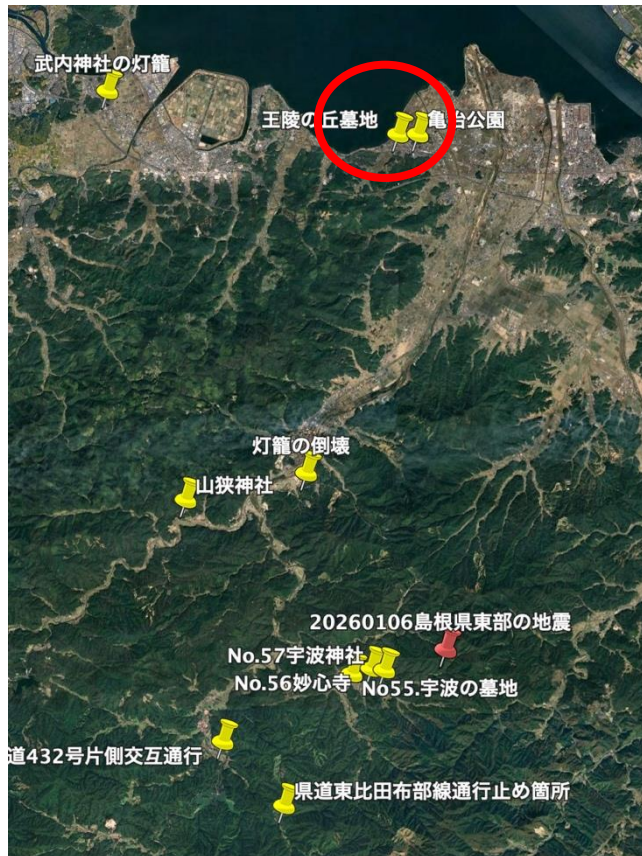 武内神社の灯籠
王陵の丘墓地
亀治公園
灯籠の倒壊
山狭神社
20260106島根県東部の地震
No.57宇波神社
No.56妙心寺
No55.宇波の墓地
道432号片側交互通行
県道東比田布部線通行止め箇所